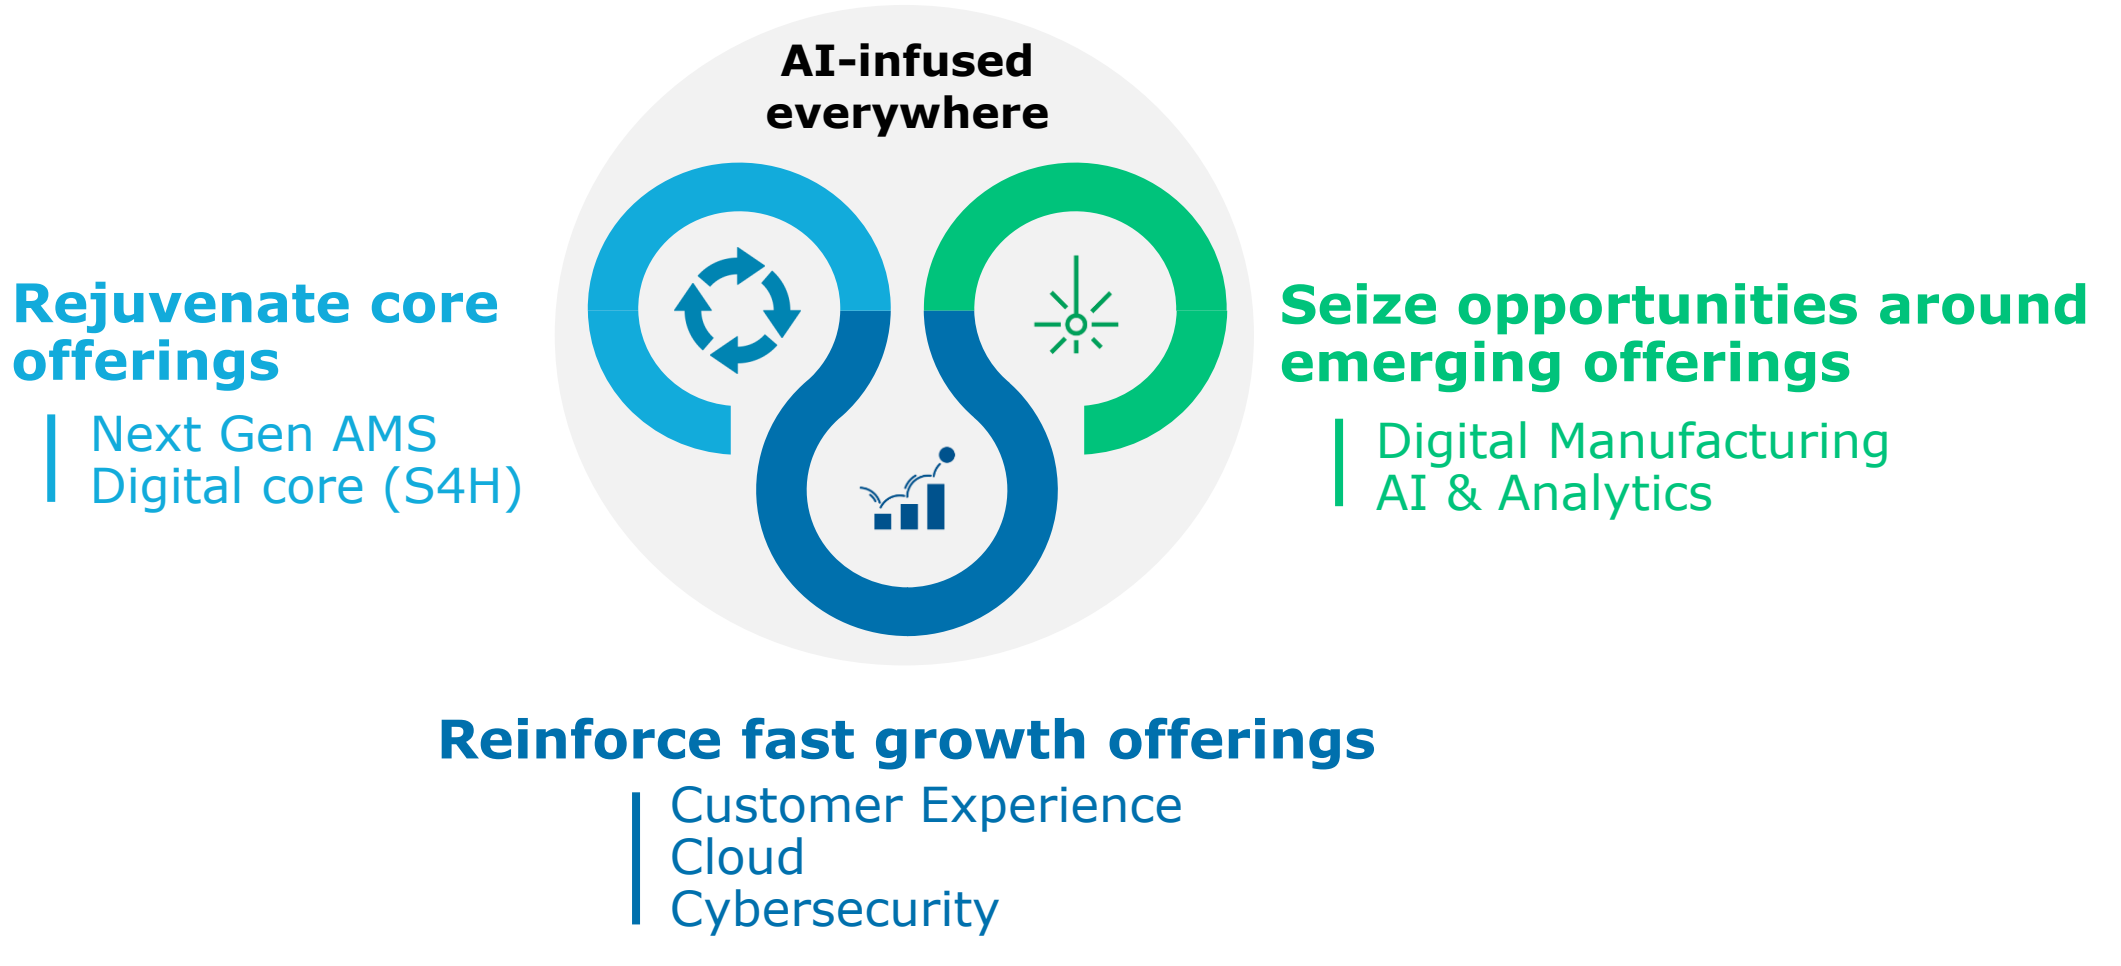 AI-infused
everywhere
Rejuvenate core
offerings
Next Gen AMS
Digital core (S4H)
Seize opportunities around
emerging offerings
Digital Manufacturing
AI & Analytics
Reinforce fast growth offerings
Customer Experience
Cloud
Cybersecurity